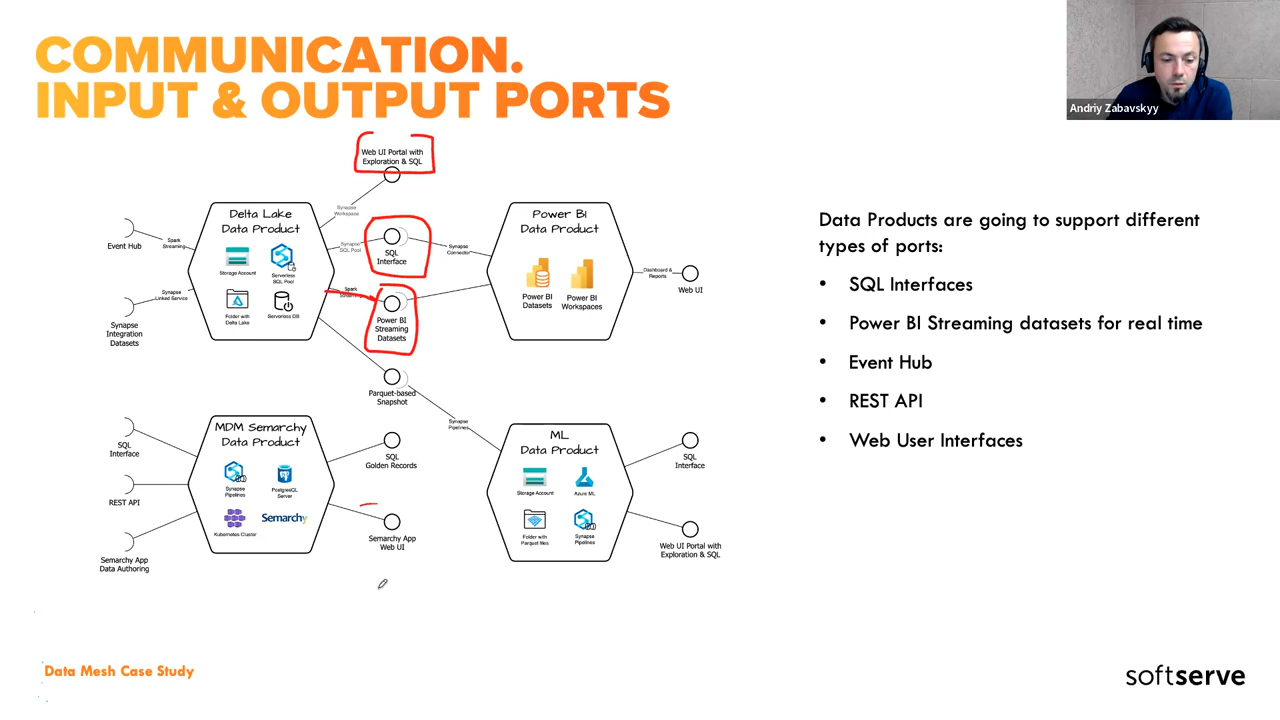 COMMUNICATION.
INPUT & OUTPUT PORTS
Andriy Zabavskyy
Web UI Portal with
Exploration & SQL
Delta Lake
Data Product
Storage Account
Serverless
SQL Pool
Folder with
Delta Lake
Serverless DB
Event Hub
Spark
Streaming
Synapse
Linked Service
Synapse
Integration
Datasets
Synapse
Workspace
Synapse
SQL Pool
SQL
Interface
Synapse
Connector
Spark
Streaming
Power BI
Streaming
Datasets
Parquet-based
Snapshot
Synapse
Pipelines
Power BI
Data Product
Power BI
Datasets
Power BI
Workspaces
Dashboard &
Reports
Web UI
MDM Semarchy
Data Product
Synapse
Pipelines
PostgreSQL
Server
Kubernetes Cluster
Semarchy
SQL
Interface
REST API
Semarchy App
Data Authoring
SQL
Golden Records
Semarchy App
Web UI
ML
Data Product
Storage Account
Azure ML
Folder with
Parquet files
Synapse
Pipelines
SQL
Interface
Web UI Portal with
Exploration & SQL
Data Products are going to support different
types of ports:
• SQL Interfaces
• Power BI Streaming datasets for real time
• Event Hub
• REST API
• Web User Interfaces
Data Mesh Case Study
softserve